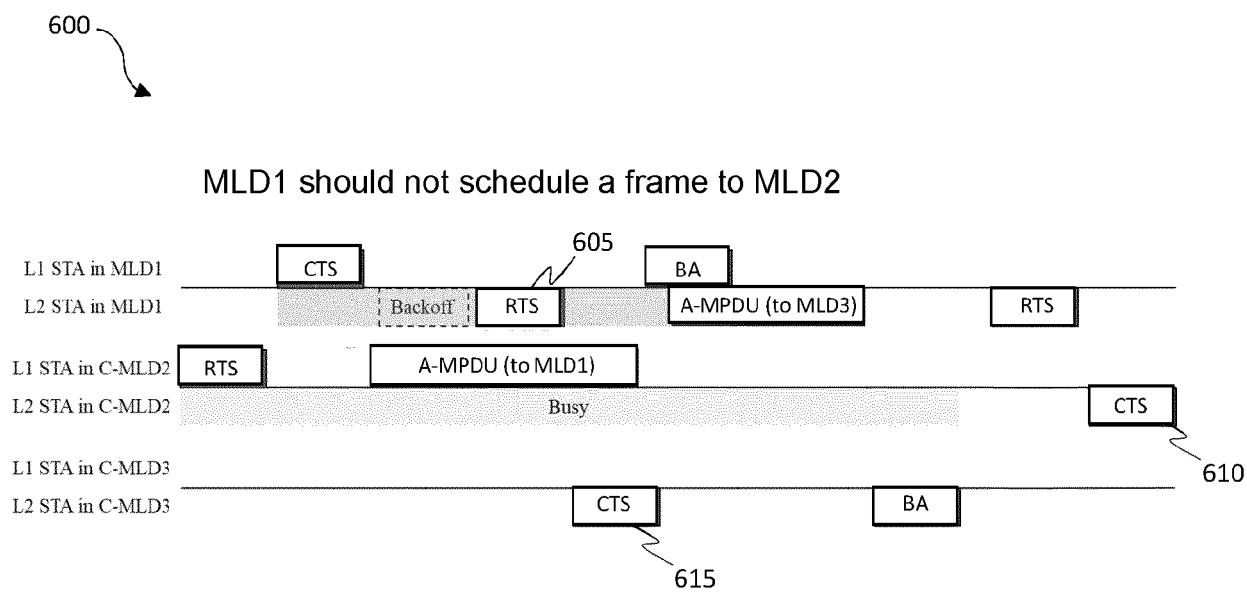 600
MLD1 should not schedule a frame to MLD2
605
L1 STA in MLD1 CTS BA
L2 STA in MLD1 Backoff RTS A-MPDU (to MLD3) RTS
L1 STA in C-MLD2 RTS A-MPDU (to MLD1)
L2 STA in C-MLD2 Busy CTS
610
L1 STA in C-MLD3
L2 STA in C-MLD3 CTS BA
615